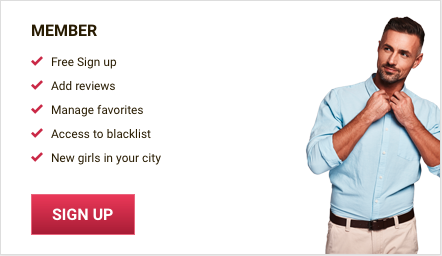 MEMBER
Free Sign up
Add reviews
Manage favorites
Access to blacklist
New girls in your city
SIGN UP